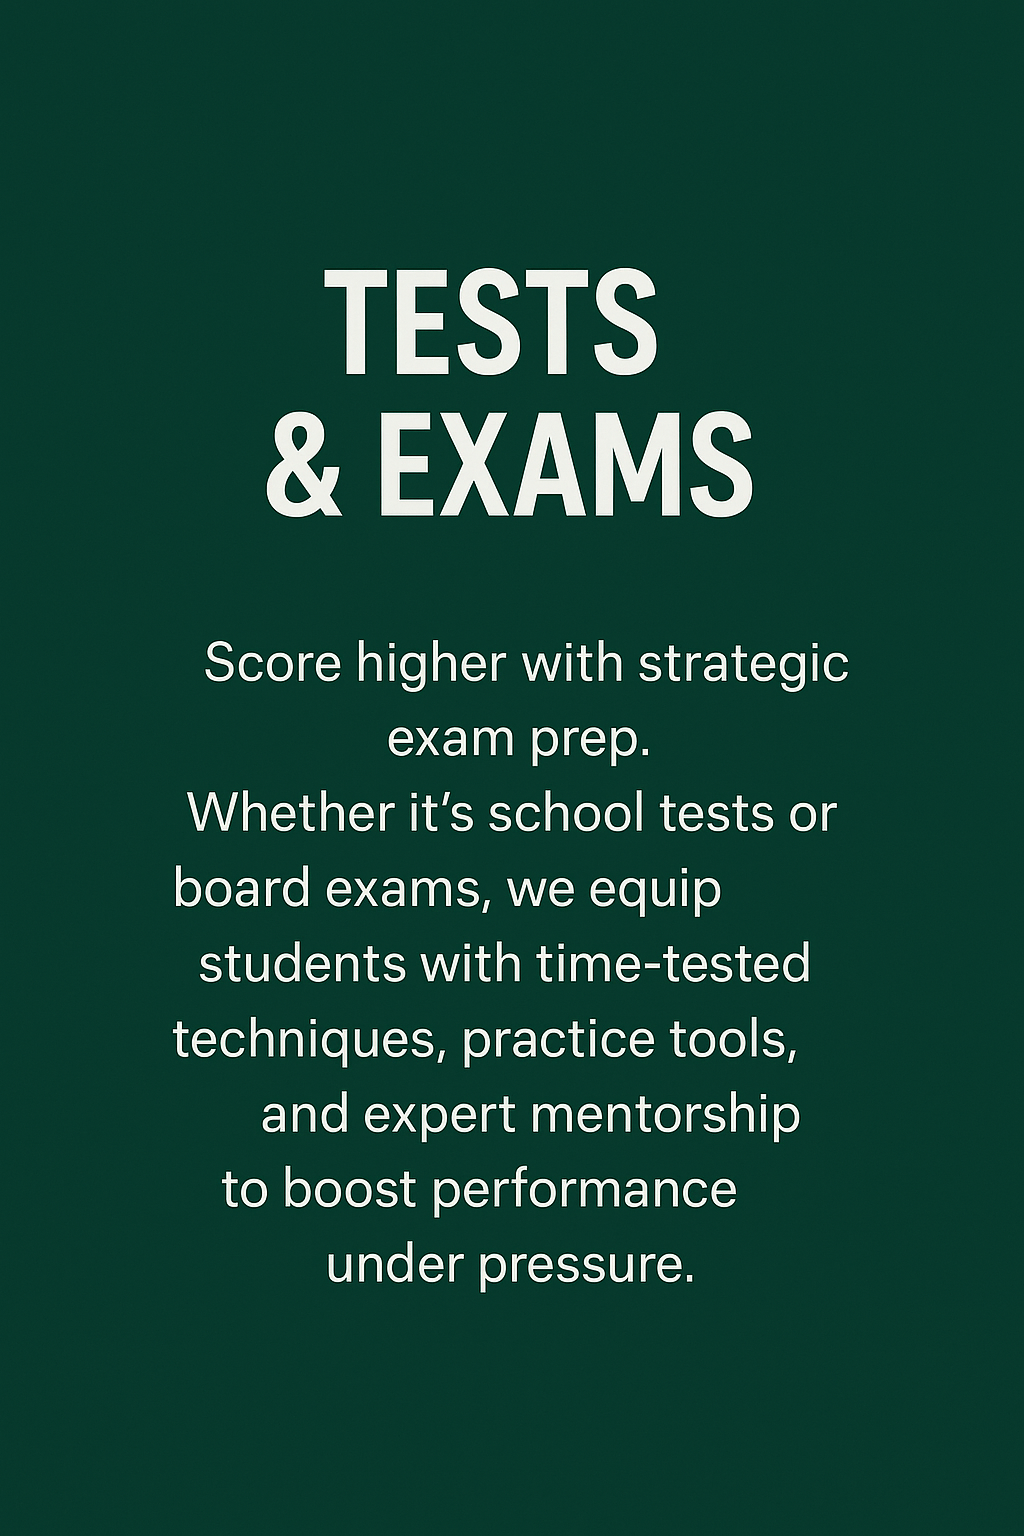 TESTS
& EXAMS
Score higher with strategic
exam prep.
Whether it’s school tests or
board exams, we equip
students with time-tested
techniques, practice tools,
and expert mentorship
to boost performance
under pressure.